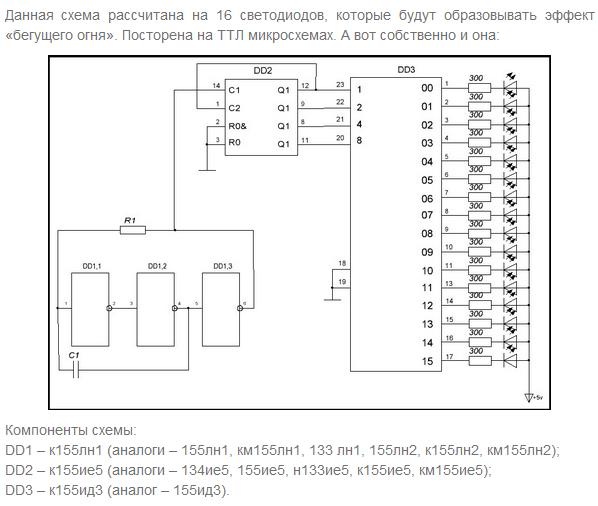 Данная схема рассчитана на 16 светодиодов, которые будут образовывать эффект
«бегущего огня». Посторена на ТТЛ микросхемах. А вот собственно и она:
DD2
DD3
14 C1 Q1 12 23 1
1 C2 Q1 9 22 2
2 R0& Q1 8 21 4
3 R0 Q1 11 20 8
00 1 300
01 2 300
02 3 300
03 4 300
04 5 300
05 6 300
06 7 300
07 8 300
08 9 300
09 10 300
10 11 300
11 13 300
12 14 300
13 15 300
14 16 300
15 17 300
18
19
+5v
R1
DD1,1
DD1,2
DD1,3
1 2 3 4 5 6
C1
Компоненты схемы:
DD1 – к155лн1 (аналоги – 155лн1, км155лн1, 133 лн1, 155лн2, к155лн2, км155лн2);
DD2 – к155ие5 (аналоги – 134ие5, 155ие5, н133ие5, к155ие5, км155ие5);
DD3 – к155ид3 (аналог – 155ид3).